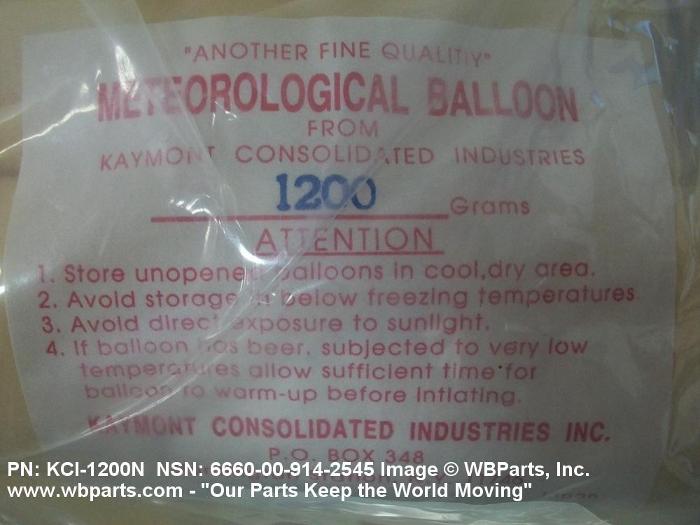 "ANOTHER FINE QUALITIY"
METEOROLOGICAL BALLOON
FROM
KAYMONT CONSOLIDATED INDUSTRIES
1200 Grams
ATTENTION
1. Store unopened balloons in cool,dry area.
2. Avoid storage at below freezing temperatures
3. Avoid direct exposure to sunlight.
4. If balloon has been subjected to very low
temperatures allow sufficient time for
balloon to warm-up before inflating.
KAYMONT CONSOLIDATED INDUSTRIES INC.
P.O. BOX 348
PN: KCI-1200N NSN: 6660-00-914-2545 Image © WBParts, Inc.
www.wbparts.com - "Our Parts Keep the World Moving"